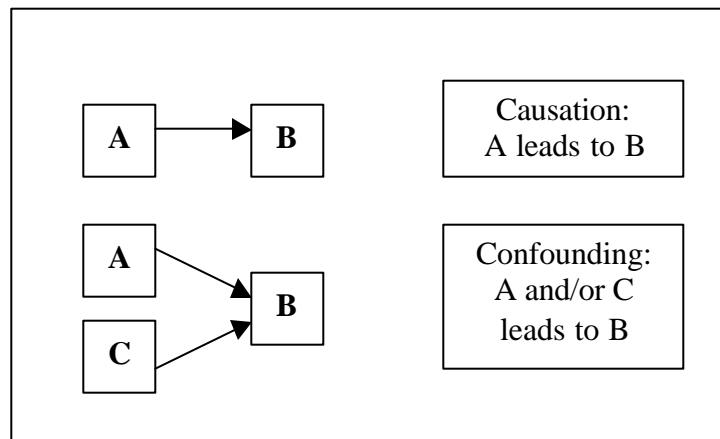 A
B
Causation:
A leads to B
A
C
B
Confounding:
A and/or C
leads to B